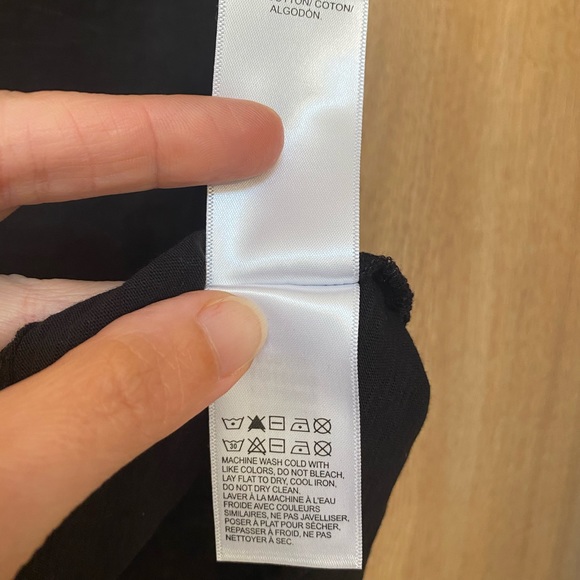 COTON/
ALGODÓN.
30
MACHINE WASH COLD WITH
LIKE COLORS, DO NOT BLEACH,
LAY FLAT TO DRY, COOL IRON,
DO NOT DRY CLEAN.
LAVER À LA MACHINE À L'EAU
FROIDE AVEC COULEURS
SIMILAIRES, NE PAS JAVELLISER,
POSER À PLAT POUR SÉCHER,
REPASSER À FROID, NE PAS
NETTOYER À SEC.